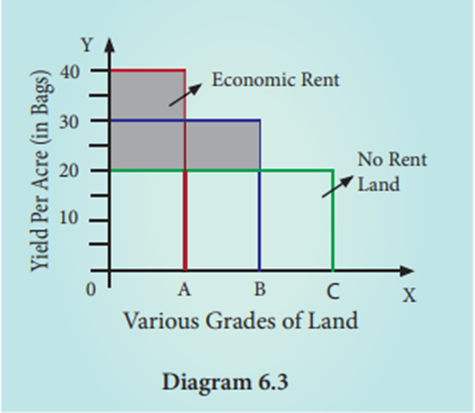 Y
40
Economic Rent
30
No Rent
Land
20
10
Yield Per Acre (in Bags)
0
A
B
C
X
Various Grades of Land
Diagram 6.3